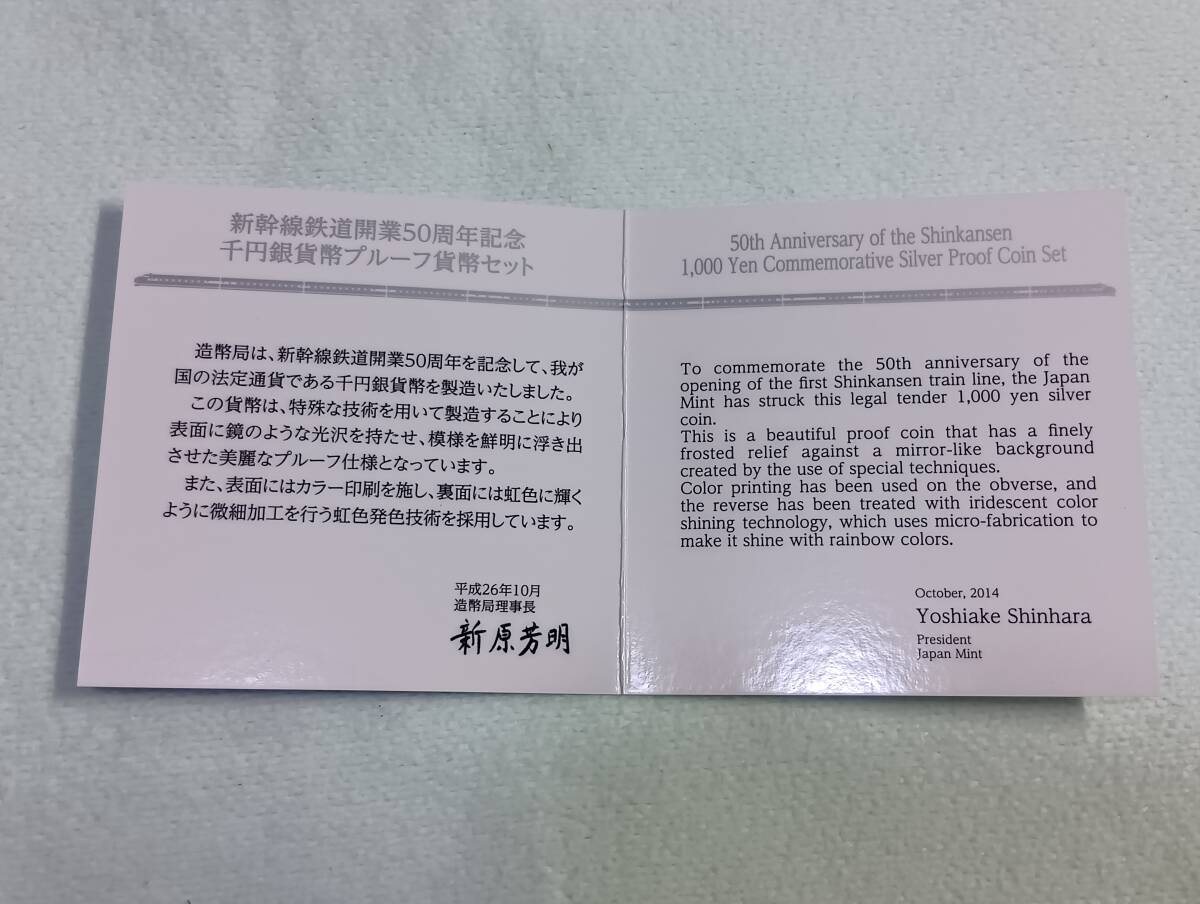 新幹線鉄道開業50周年記念
千円銀貨幣プルーフ貨幣セット
造幣局は、新幹線鉄道開業50周年を記念して、我が
国の法定通貨である千円銀貨幣を製造いたしました。
この貨幣は、特殊な技術を用いて製造することにより
表面に鏡のような光沢を持たせ、模様を鮮明に浮き出
させた美麗なプルーフ仕様となっています。
また、表面にはカラー印刷を施し、裏面には虹色に輝く
ように微細加工を行う虹色発色技術を採用しています。
平成26年10月
造幣局理事長
新原芳明
50th Anniversary of the Shinkansen
1,000 Yen Commemorative Silver Proof Coin Set
To commemorate the 50th anniversary of the
opening of the first Shinkansen train line, the Japan
Mint has struck this legal tender 1,000 yen silver
coin.
This is a beautiful proof coin that has a finely
frosted relief against a mirror-like background
created by the use of special techniques.
Color printing has been used on the obverse, and
the reverse has been treated with iridescent color
shining technology, which uses micro-fabrication to
make it shine with rainbow colors.
October, 2014
Yoshiake Shinhara
President
Japan Mint